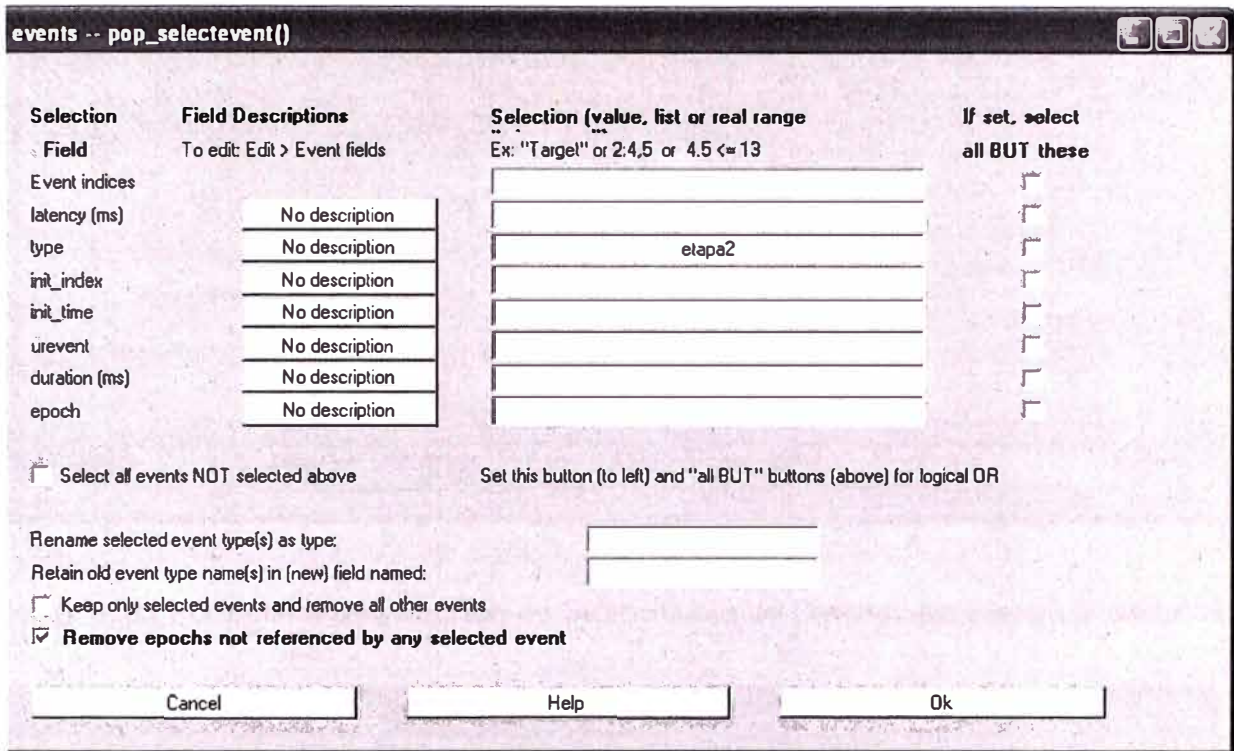 events -- pop_selectevent()
Selection Field Descriptions Selection (value, list or real range If set, select
Field To edit: Edit > Event fields Ex: "Target" or 2:4,5 or 4.5 <= 13 all BUT these
Event indices
latency (ms) No description
type No description etapa2
init_index No description
init_time No description
urevent No description
duration (ms) No description
epoch No description
Select all events NOT selected above Set this button (to left) and "all BUT" buttons (above) for logical OR
Rename selected event type(s) as type:
Retain old event type name(s) in (new) field named:
Keep only selected events and remove all other events
Remove epochs not referenced by any selected event
Cancel Help Ok